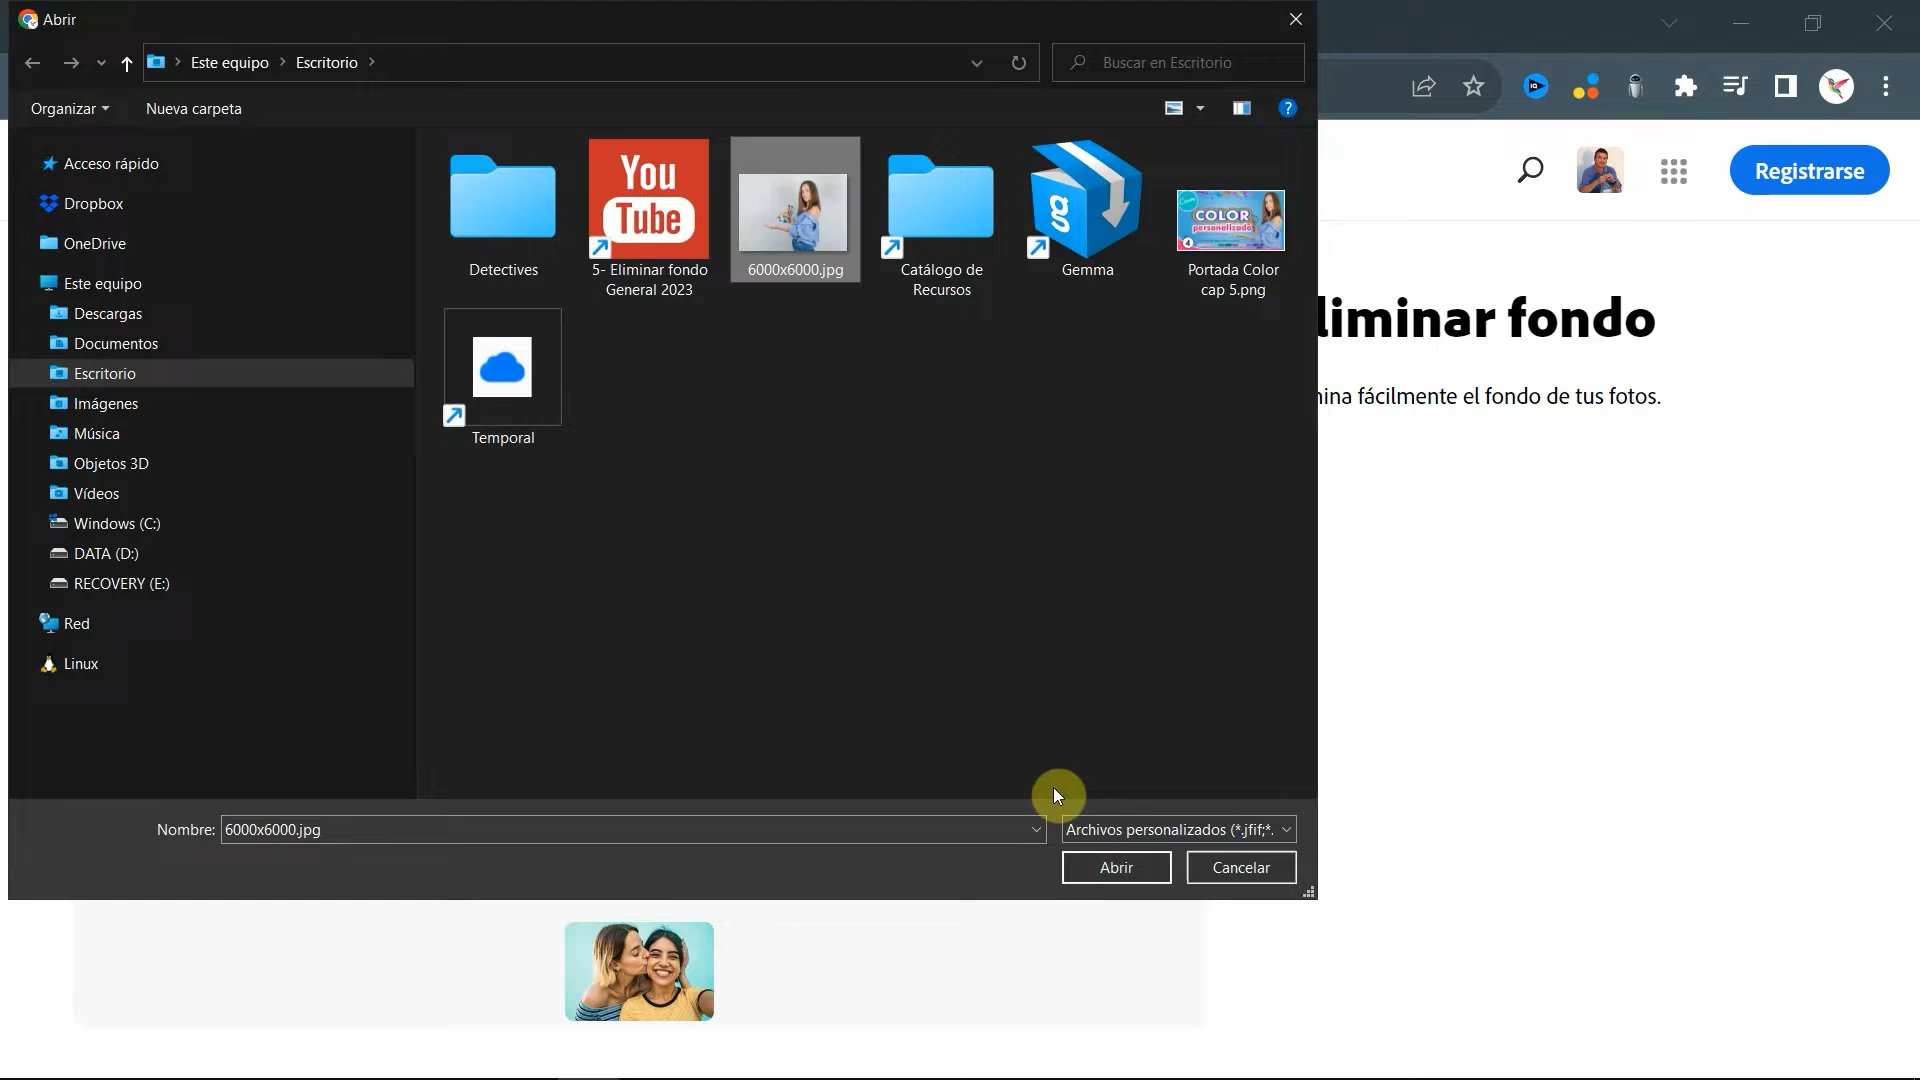 Abrir
Este equipo
Escritorio
Buscar en Escritorio
Organizar
Nueva carpeta
Acceso rápido
Dropbox
OneDrive
Este equipo
Descargas
Documentos
Escritorio
Imágenes
Música
Objetos 3D
Vídeos
Windows (C:)
DATA (D:)
RECOVERY (E:)
Red
Linux
Detectives
You
Tube
5- Eliminar fondo
General 2023
6000x6000.jpg
Catálogo de
Recursos
g
Gemma
Canva
COLOR
personalizado
4
Portada Color
cap 5.png
Temporal
Nombre:
6000x6000.jpg
Archivos personalizados (*.jfif;*.
Abrir
Cancelar
IQ
Registrarse
liminar fondo
ina fácilmente el fondo de tus fotos.